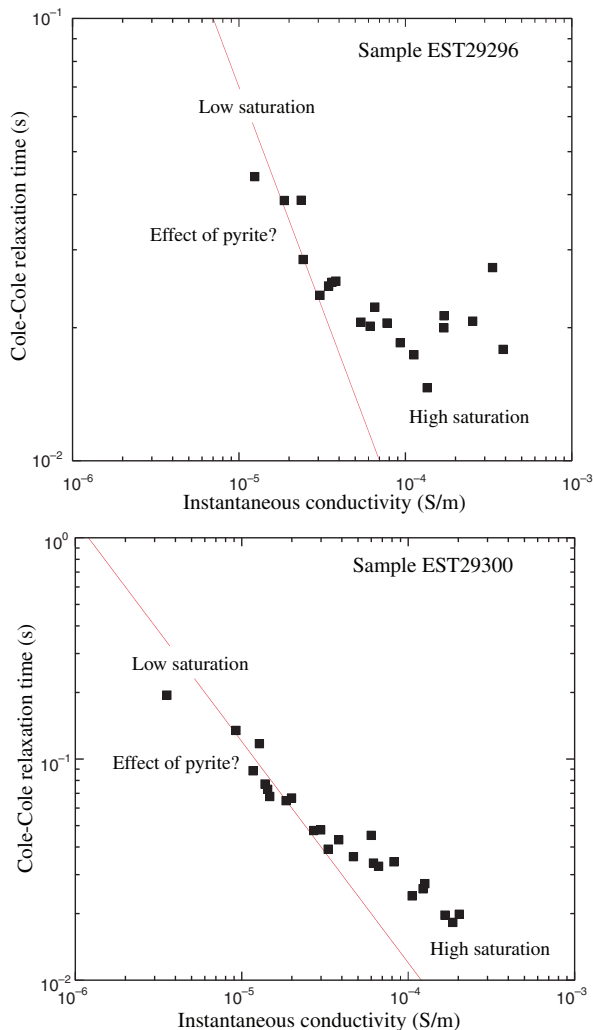 10⁻¹
Sample EST29296
Low saturation
Effect of pyrite?
High saturation
Cole-Cole relaxation time (s)
10⁻²
10⁻⁶ 10⁻⁵ 10⁻⁴ 10⁻³
Instantaneous conductivity (S/m)
10⁰
Sample EST29300
Low saturation
Effect of pyrite?
10⁻¹
High saturation
Cole-Cole relaxation time (s)
10⁻²
10⁻⁶ 10⁻⁵ 10⁻⁴ 10⁻³
Instantaneous conductivity (S/m)